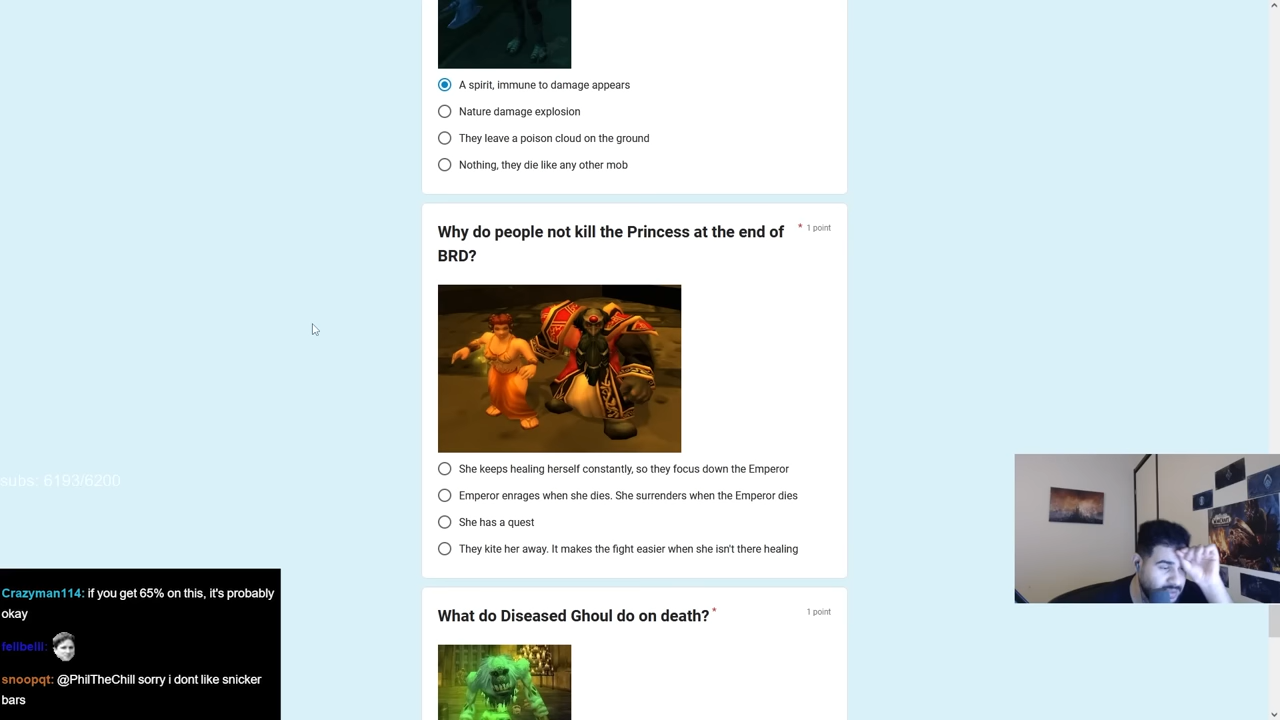 A spirit, immune to damage appears
Nature damage explosion
They leave a poison cloud on the ground
Nothing, they die like any other mob
Why do people not kill the Princess at the end of
BRD?
* 1 point
She keeps healing herself constantly, so they focus down the Emperor
Emperor enrages when she dies. She surrenders when the Emperor dies
She has a quest
They kite her away. It makes the fight easier when she isn't there healing
What do Diseased Ghoul do on death? *
1 point
subs: 6193/6200
Crazyman114: if you get 65% on this, it's probably
okay
fellbeili:
snoopqt: @PhilTheChill sorry i dont like snicker
bars